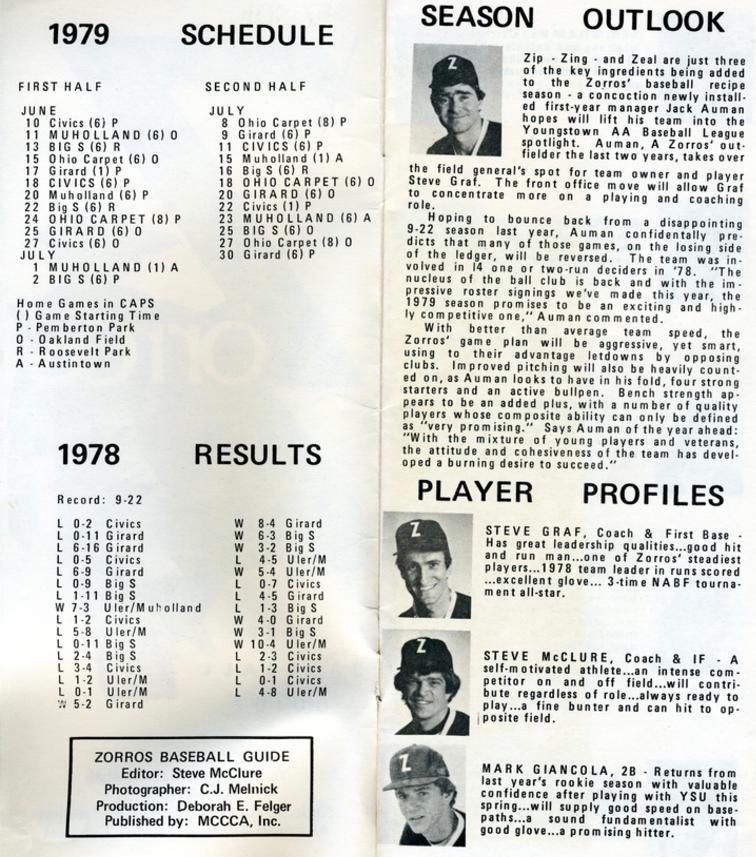 1979 SCHEDULE
FIRST HALF
JUNE
10 Civics (6) P
11 MUHOLLAND (6) O
13 BIG S (6) R
15 Ohio Carpet (6) O
17 Girard (1) P
18 CIVICS (6) P
20 Muholland (6) P
22 Big S (6) R
24 OHIO CARPET (8) P
25 GIRARD (6) O
27 Civics (6) O
JULY
1 MUHOLLAND (1) A
2 BIG S (6) P
SECOND HALF
JULY
8 Ohio Carpet (8) P
9 Girard (6) P
11 CIVICS (6) P
15 Muholland (1) A
16 Big S (6) R
18 OHIO CARPET (6) O
20 GIRARD (6) O
22 Civics (1) P
23 MUHOLLAND (6) A
25 BIG S (6) O
27 Ohio Carpet (8) O
30 Girard (6) P
Home Games in CAPS
( ) Game Starting Time
P - Pemberton Park
O - Oakland Field
R - Roosevelt Park
A - Austintown
1978 RESULTS
Record: 9-22
L 0-2 Civics
L 0-11 Girard
L 6-16 Girard
L 0-5 Civics
L 6-9 Girard
L 0-9 Big S
L 1-11 Big S
W 7-3 Uler/Muholland
L 1-2 Civics
L 5-8 Uler/M
L 0-11 Big S
L 2-4 Big S
L 3-4 Civics
L 1-2 Uler/M
L 0-1 Uler/M
W 5-2 Girard
W 8-4 Girard
W 6-3 Big S
W 3-2 Big S
L 4-5 Uler/M
W 5-4 Uler/M
L 0-7 Civics
L 4-5 Girard
L 1-3 Big S
W 4-0 Girard
W 3-1 Big S
W 10-4 Uler/M
L 2-3 Civics
L 1-2 Civics
L 0-1 Civics
L 4-8 Uler/M
ZORROS BASEBALL GUIDE
Editor: Steve McClure
Photographer: C.J. Melnick
Production: Deborah E. Felger
Published by: MCCCA, Inc.
SEASON OUTLOOK
Z
Zip - Zing - and Zeal are just three
of the key ingredients being added
to the Zorros' baseball recipe
season - a concoction newly install-
ed first-year manager Jack Auman
hopes will lift his team into the
Youngstown AA Baseball League
spotlight. Auman, A Zorros' out-
fielder the last two years, takes over
the field general's spot for team owner and player
Steve Graf. The front office move will allow Graf
to concentrate more on a playing and coaching
role.
Hoping to bounce back from a disappointing
9-22 season last year, Auman confidentally pre-
dicts that many of those games, on the losing side
of the ledger, will be reversed. The team was in-
volved in 14 one or two-run deciders in '78. "The
nucleus of the ball club is back and with the im-
pressive roster signings we've made this year, the
1979 season promises to be an exciting and high-
ly competitive one," Auman commented.
With better than average team speed, the
Zorros' game plan will be aggressive, yet smart,
using to their advantage letdowns by opposing
clubs. Improved pitching will also be heavily count-
ed on, as Auman looks to have in his fold, four strong
starters and an active bullpen. Bench strength ap-
pears to be an added plus, with a number of quality
players whose composite ability can only be defined
as "very promising." Says Auman of the year ahead:
"With the mixture of young players and veterans,
the attitude and cohesiveness of the team has devel-
oped a burning desire to succeed."
PLAYER PROFILES
Z
STEVE GRAF, Coach & First Base -
Has great leadership qualities...good hit
and run man...one of Zorros' steadiest
players...1978 team leader in runs scored
...excellent glove... 3-time NABF tourna-
ment all-star.
Z
STEVE McCLURE, Coach & IF - A
self-motivated athlete...an intense com-
petitor on and off field...will contri-
bute regardless of role...always ready to
play...a fine bunter and can hit to op-
posite field.
Z
MARK GIANCOLA, 2B - Returns from
last year's rookie season with valuable
confidence after playing with YSU this
spring...will supply good speed on base-
paths...a sound fundamentalist with
good glove...a promising hitter.